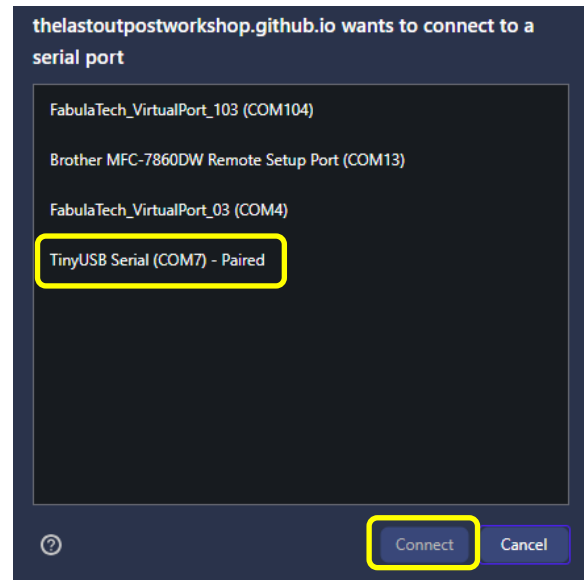 thelastoutpostworkshop.github.io wants to connect to a
serial port
FabulaTech_VirtualPort_103 (COM104)
Brother MFC-7860DW Remote Setup Port (COM13)
FabulaTech_VirtualPort_03 (COM4)
TinyUSB Serial (COM7) - Paired
?
Connect
Cancel